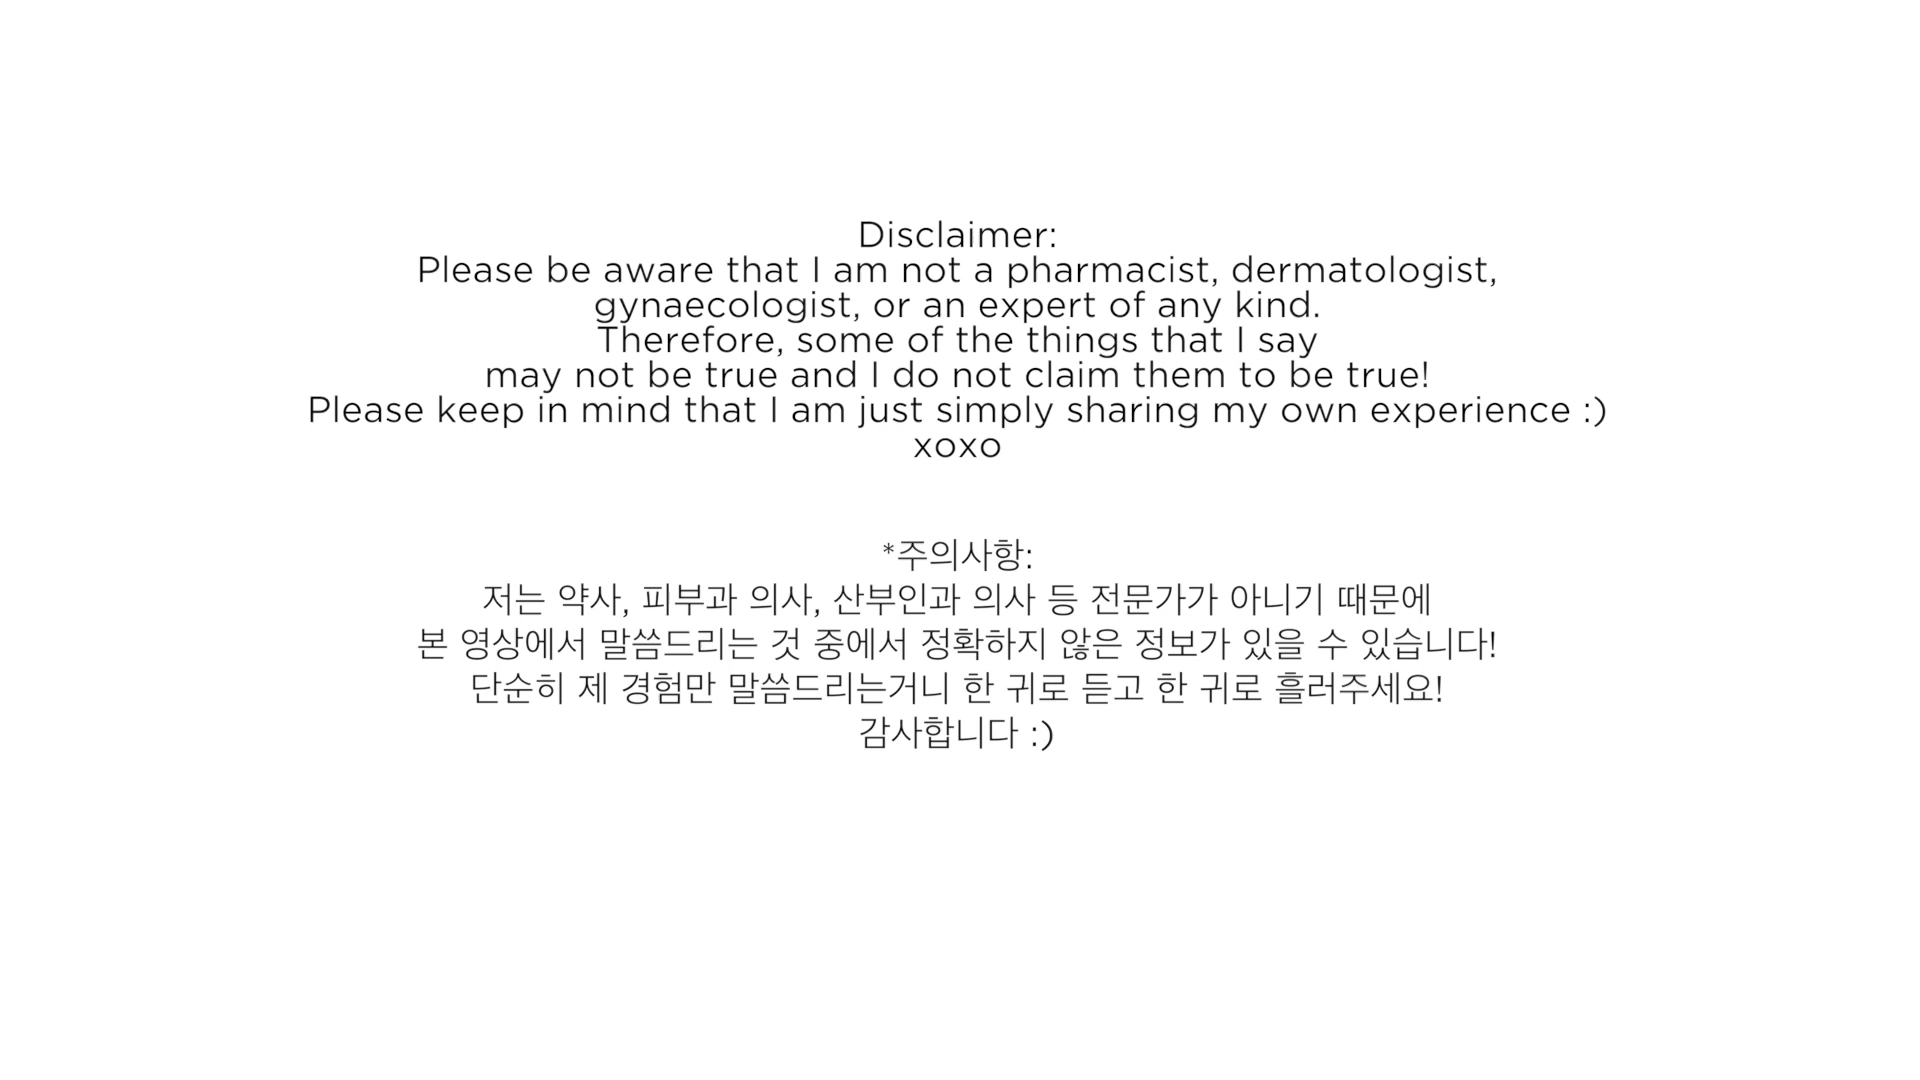 Disclaimer:
Please be aware that I am not a pharmacist, dermatologist,
gynaecologist, or an expert of any kind.
Therefore, some of the things that I say
may not be true and I do not claim them to be true!
Please keep in mind that I am just simply sharing my own experience :)
xoxo
*주의사항:
저는 약사, 피부과 의사, 산부인과 의사 등 전문가가 아니기 때문에
본 영상에서 말씀드리는 것 중에서 정확하지 않은 정보가 있을 수 있습니다!
단순히 제 경험만 말씀드리는거니 한 귀로 듣고 한 귀로 흘러주세요!
감사합니다 :)